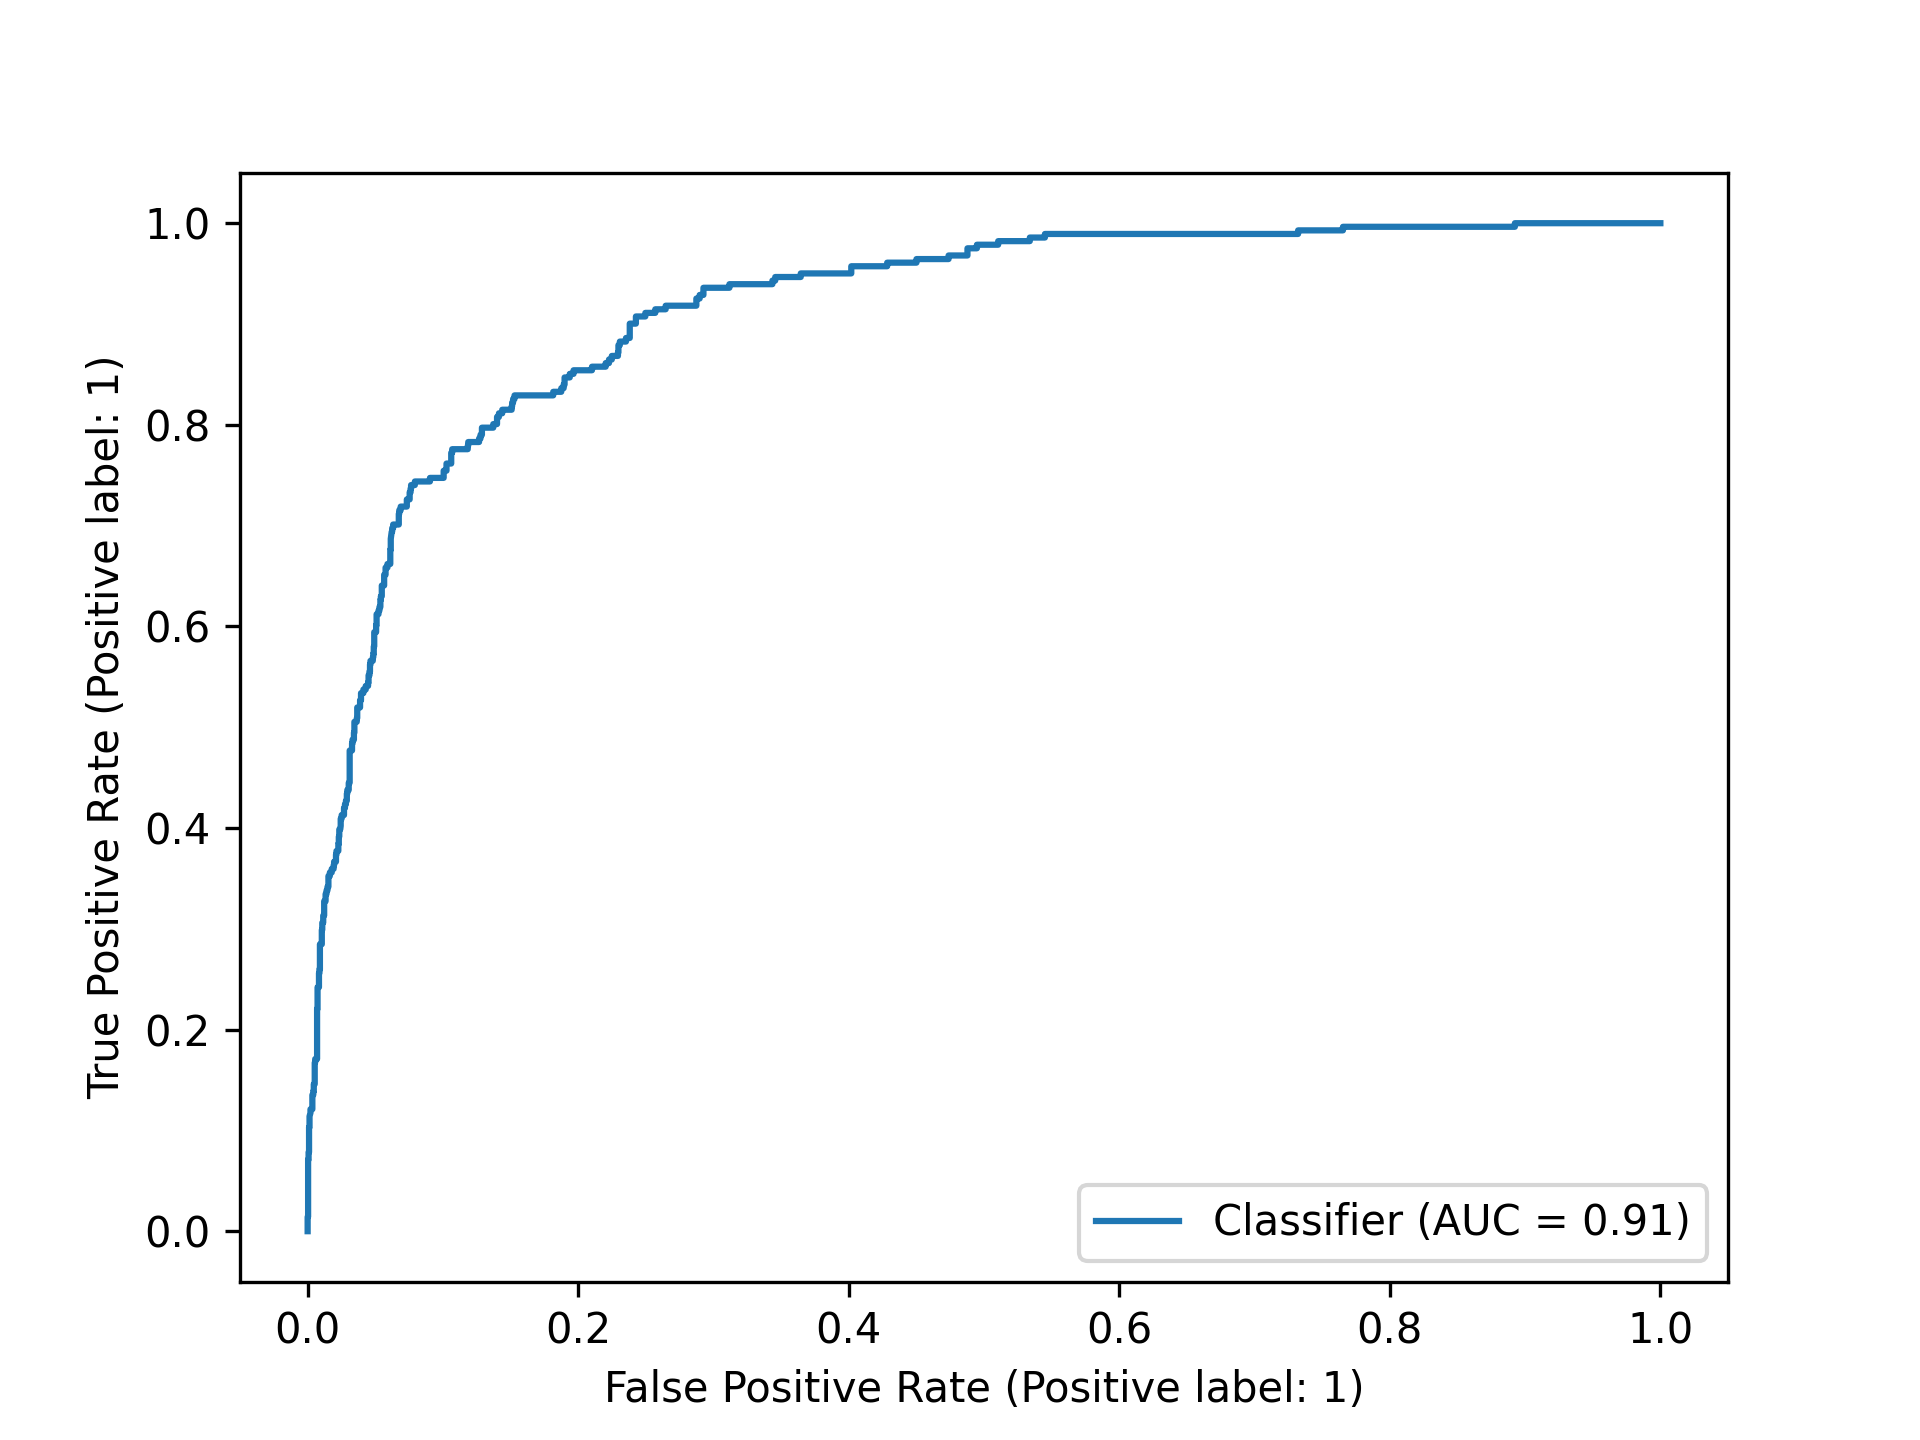 True Positive Rate (Positive label: 1)
1.0
0.8
0.6
0.4
0.2
0.0
Classifier (AUC = 0.91)
0.0 0.2 0.4 0.6 0.8 1.0
False Positive Rate (Positive label: 1)